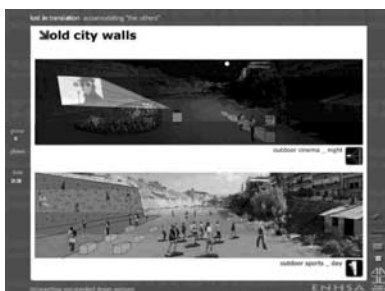 lost in translation accomodating "the others"
old city walls
outdoor cinema _ night
outdoor sports _ day
ENHSA